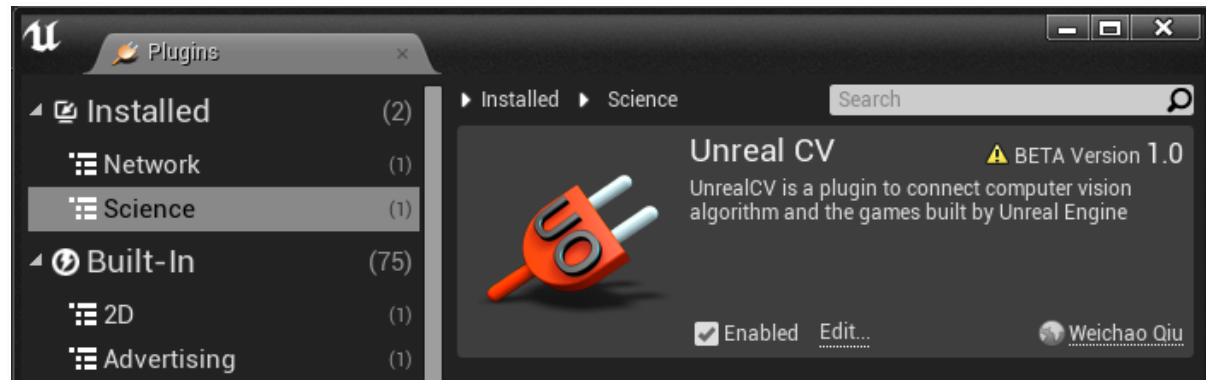 Plugins
Installed (2)
Network (1)
Science (1)
Built-In (75)
2D (1)
Advertising (1)
Installed Science
Search
Unreal CV
BETA Version 1.0
UnrealCV is a plugin to connect computer vision
algorithm and the games built by Unreal Engine
UO
Enabled Edit...
Weichao Qiu